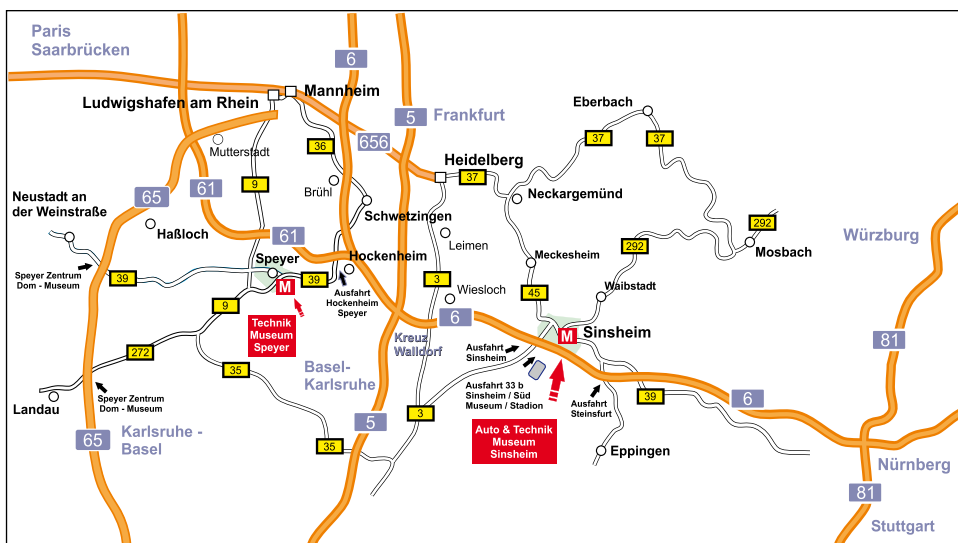 Paris
Saarbrücken
6
Ludwigshafen am Rhein
Mannheim
Eberbach
5
Frankfurt
37
37
Mutterstadt
36
656
Heidelberg
37
9
61
65
Brühl
Neckargemünd
Neustadt an
der Weinstraße
Haßloch
Schwetzingen
292
61
Leimen
292
Mosbach
Würzburg
Speyer
Hockenheim
Meckesheim
Speyer Zentrum
Dom - Museum
39
M
39
3
Ausfahrt
Hockenheim
Speyer
Wiesloch
45
Waibstadt
9
Technik
Museum
Speyer
6
Kreuz
Walldorf
M
Sinsheim
81
272
35
Basel-
Karlsruhe
Ausfahrt
Sinsheim
Ausfahrt 33 b
Sinsheim / Süd
Museum / Stadion
Landau
Speyer Zentrum
Dom - Museum
Ausfahrt
Steinsfurt
39
6
3
5
65
Karlsruhe -
Basel
35
Auto & Technik
Museum
Sinsheim
Eppingen
Nürnberg
81
Stuttgart